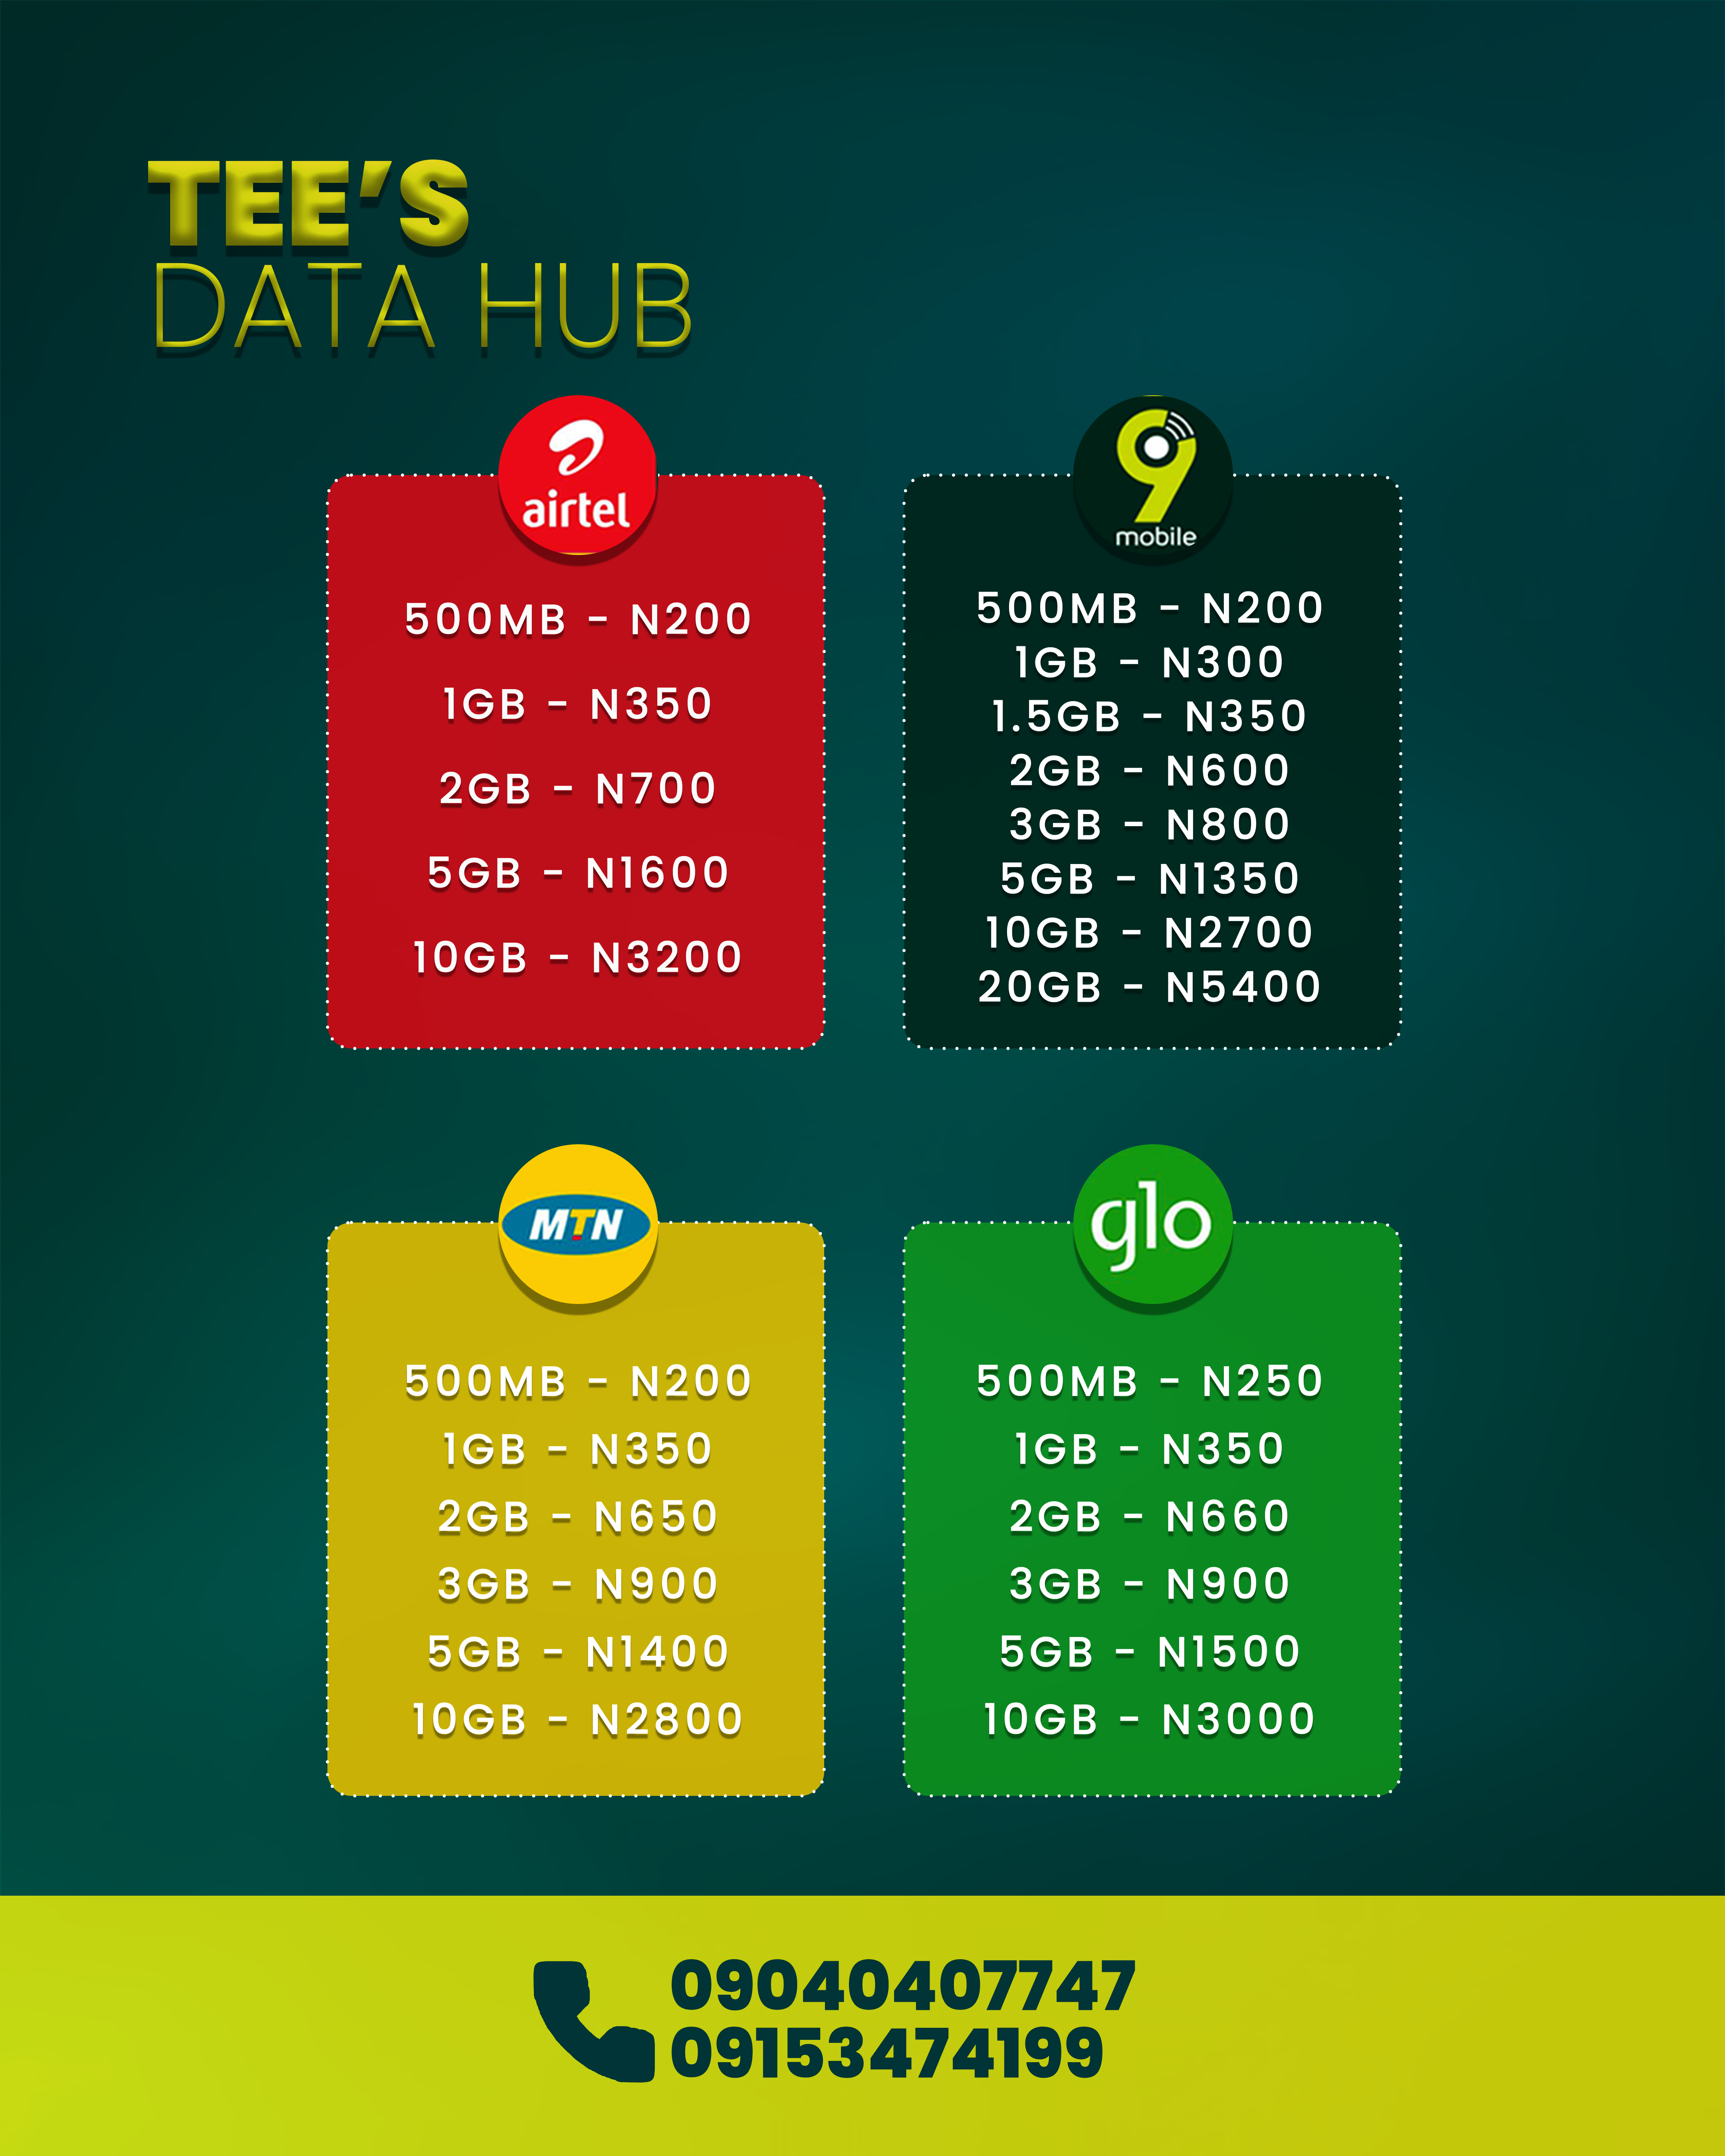 TEE'S
DATA HUB
airtel
500MB - N200
1GB - N350
2GB - N700
5GB - N1600
10GB - N3200
9
mobile
500MB - N200
1GB - N300
1.5GB - N350
2GB - N600
3GB - N800
5GB - N1350
10GB - N2700
20GB - N5400
MTN
500MB - N200
1GB - N350
2GB - N650
3GB - N900
5GB - N1400
10GB - N2800
glo
500MB - N250
1GB - N350
2GB - N660
3GB - N900
5GB - N1500
10GB - N3000
09040407747
09153474199